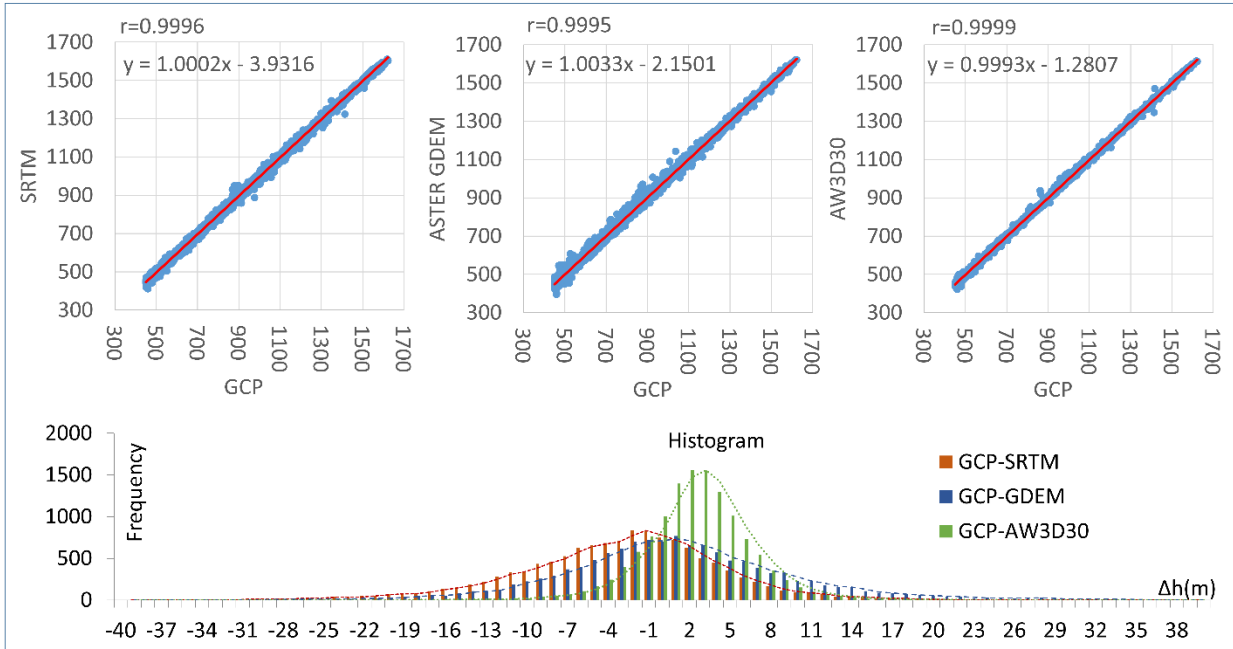 r=0.9996
y = 1.0002x - 3.9316
1700
1500
1300
1100
900
700
500
300
SRTM
300
500
700
900
1100
1300
1500
1700
GCP
r=0.9995
y = 1.0033x - 2.1501
1700
1500
1300
1100
900
700
500
300
ASTER GDEM
300
500
700
900
1100
1300
1500
1700
GCP
r=0.9999
y = 0.9993x - 1.2807
1700
1500
1300
1100
900
700
500
300
AW3D30
300
500
700
900
1100
1300
1500
1700
GCP
Histogram
2000
1500
1000
500
0
Frequency
GCP-SRTM
GCP-GDEM
GCP-AW3D30
Δh(m)
-40 -37 -34 -31 -28 -25 -22 -19 -16 -13 -10 -7 -4 -1 2 5 8 11 14 17 20 23 26 29 32 35 38